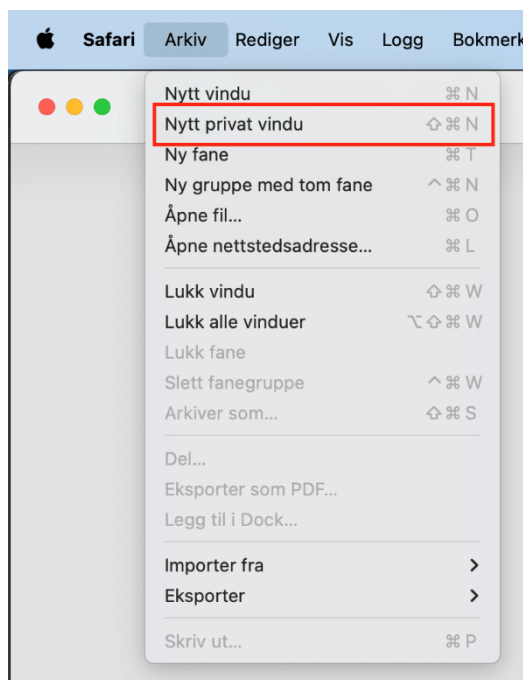 Safari Arkiv Rediger Vis Logg Bokmerk
Nytt vindu ⌘ N
Nytt privat vindu ⇧ ⌘ N
Ny fane ⌘ T
Ny gruppe med tom fane ^ ⌘ N
Åpne fil... ⌘ O
Åpne nettstedsadresse... ⌘ L
Lukk vindu ⇧ ⌘ W
Lukk alle vinduer ⌥ ⇧ ⌘ W
Lukk fane
Slett fanegruppe ^ ⌘ W
Arkiver som... ⇧ ⌘ S
Del...
Eksporter som PDF...
Legg til i Dock...
Importer fra >
Eksporter >
Skriv ut... ⌘ P